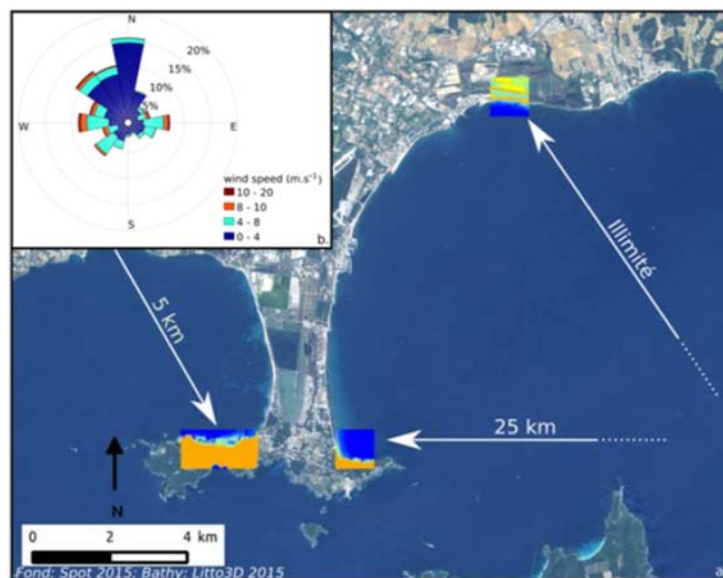 N
20%
15%
10%
5%
W
E
wind speed (m.s⁻¹)
10 - 20
8 - 10
4 - 8
0 - 4
S
b.
Illimité
5 km
25 km
N
0 2 4 km
Fond: Spot 2015; Bathy: Litto3D 2015
a